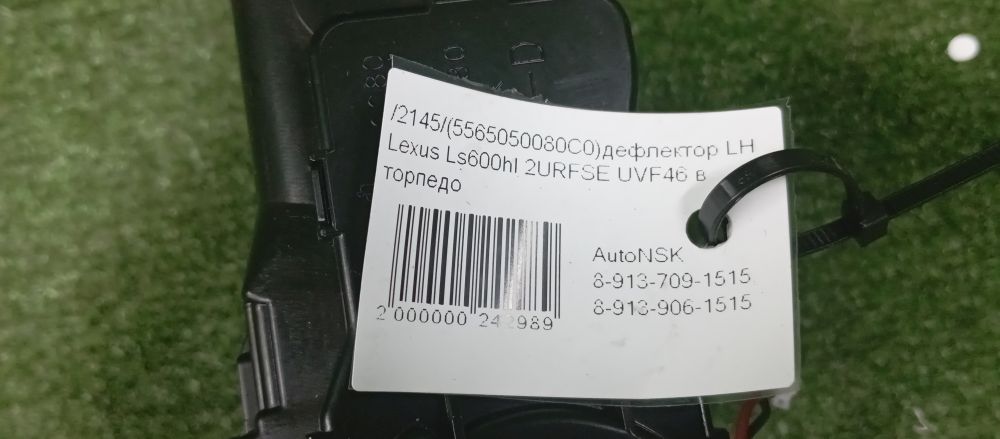 /2145/(5565050080C0)дефлектор LH
Lexus Ls600hl 2URFSE UVF46 в
торпедо
AutoNSK
8-913-709-1515
8-913-906-1515
2 000000 242989